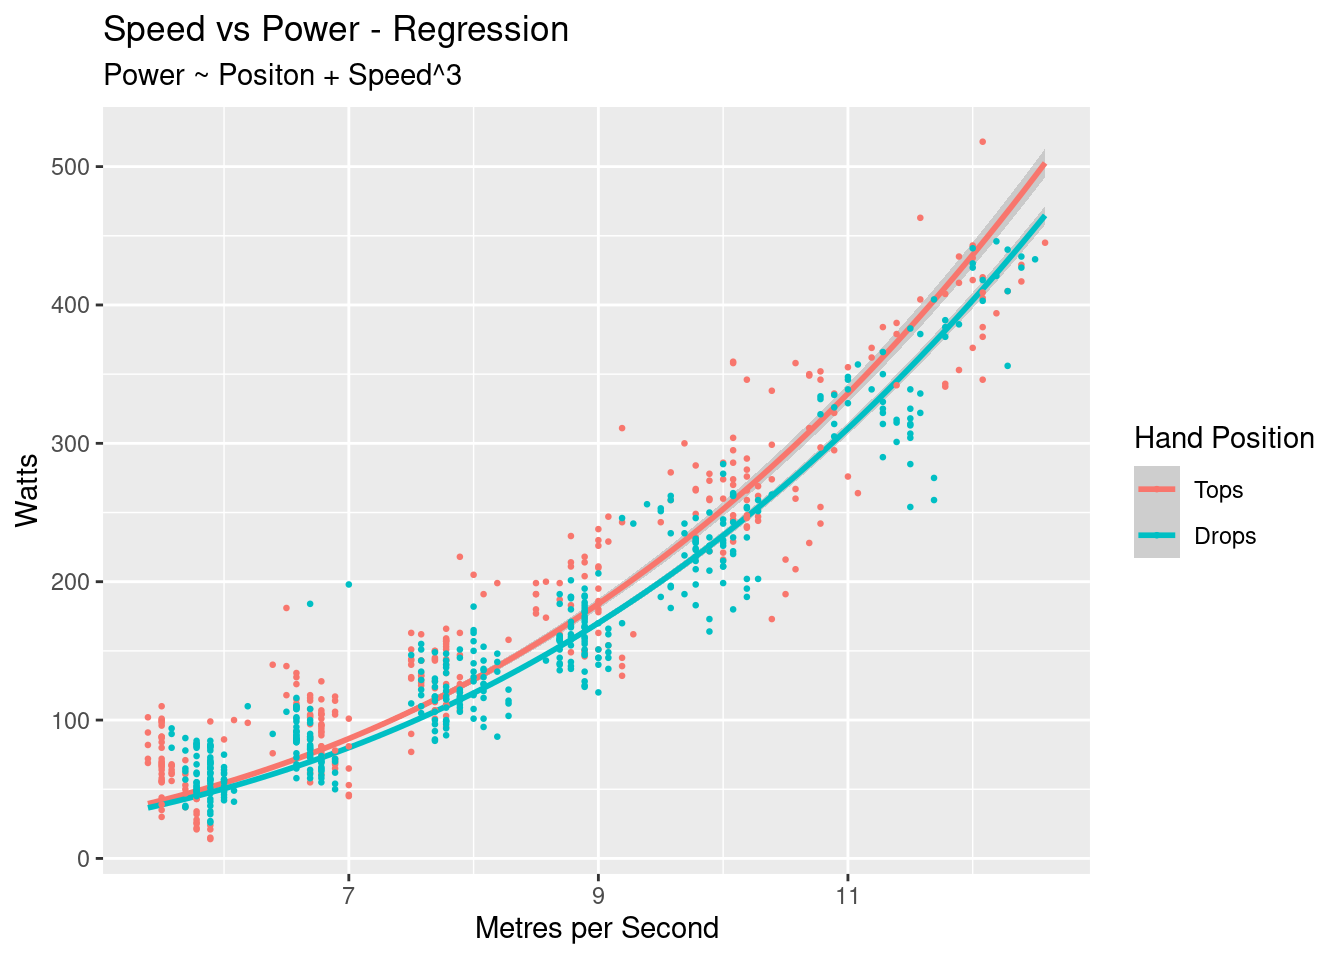 Speed vs Power - Regression
Power ~ Positon + Speed^3
500
400
300
200
100
0
Watts
7
9
11
Metres per Second
Hand Position
Tops
Drops